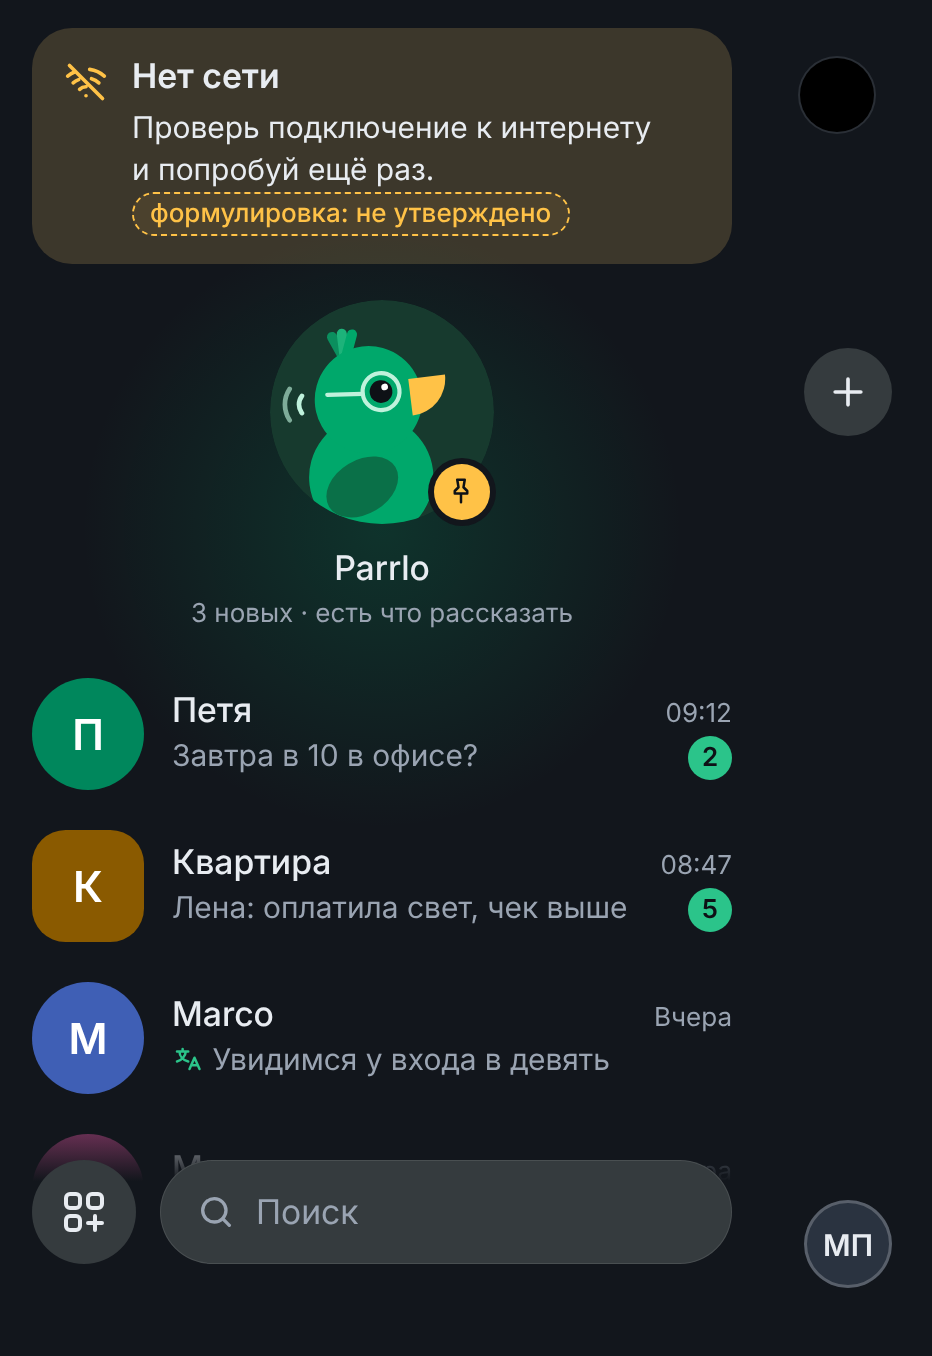 Нет сети
Проверь подключение к интернету
и попробуй ещё раз.
формулировка: не утверждено
Parrlo
3 новых · есть что рассказать
П
Петя
09:12
Завтра в 10 в офисе?
2
К
Квартира
08:47
Лена: оплатила свет, чек выше
5
M
Marco
Вчера
Увидимся у входа в девять
Поиск
МП